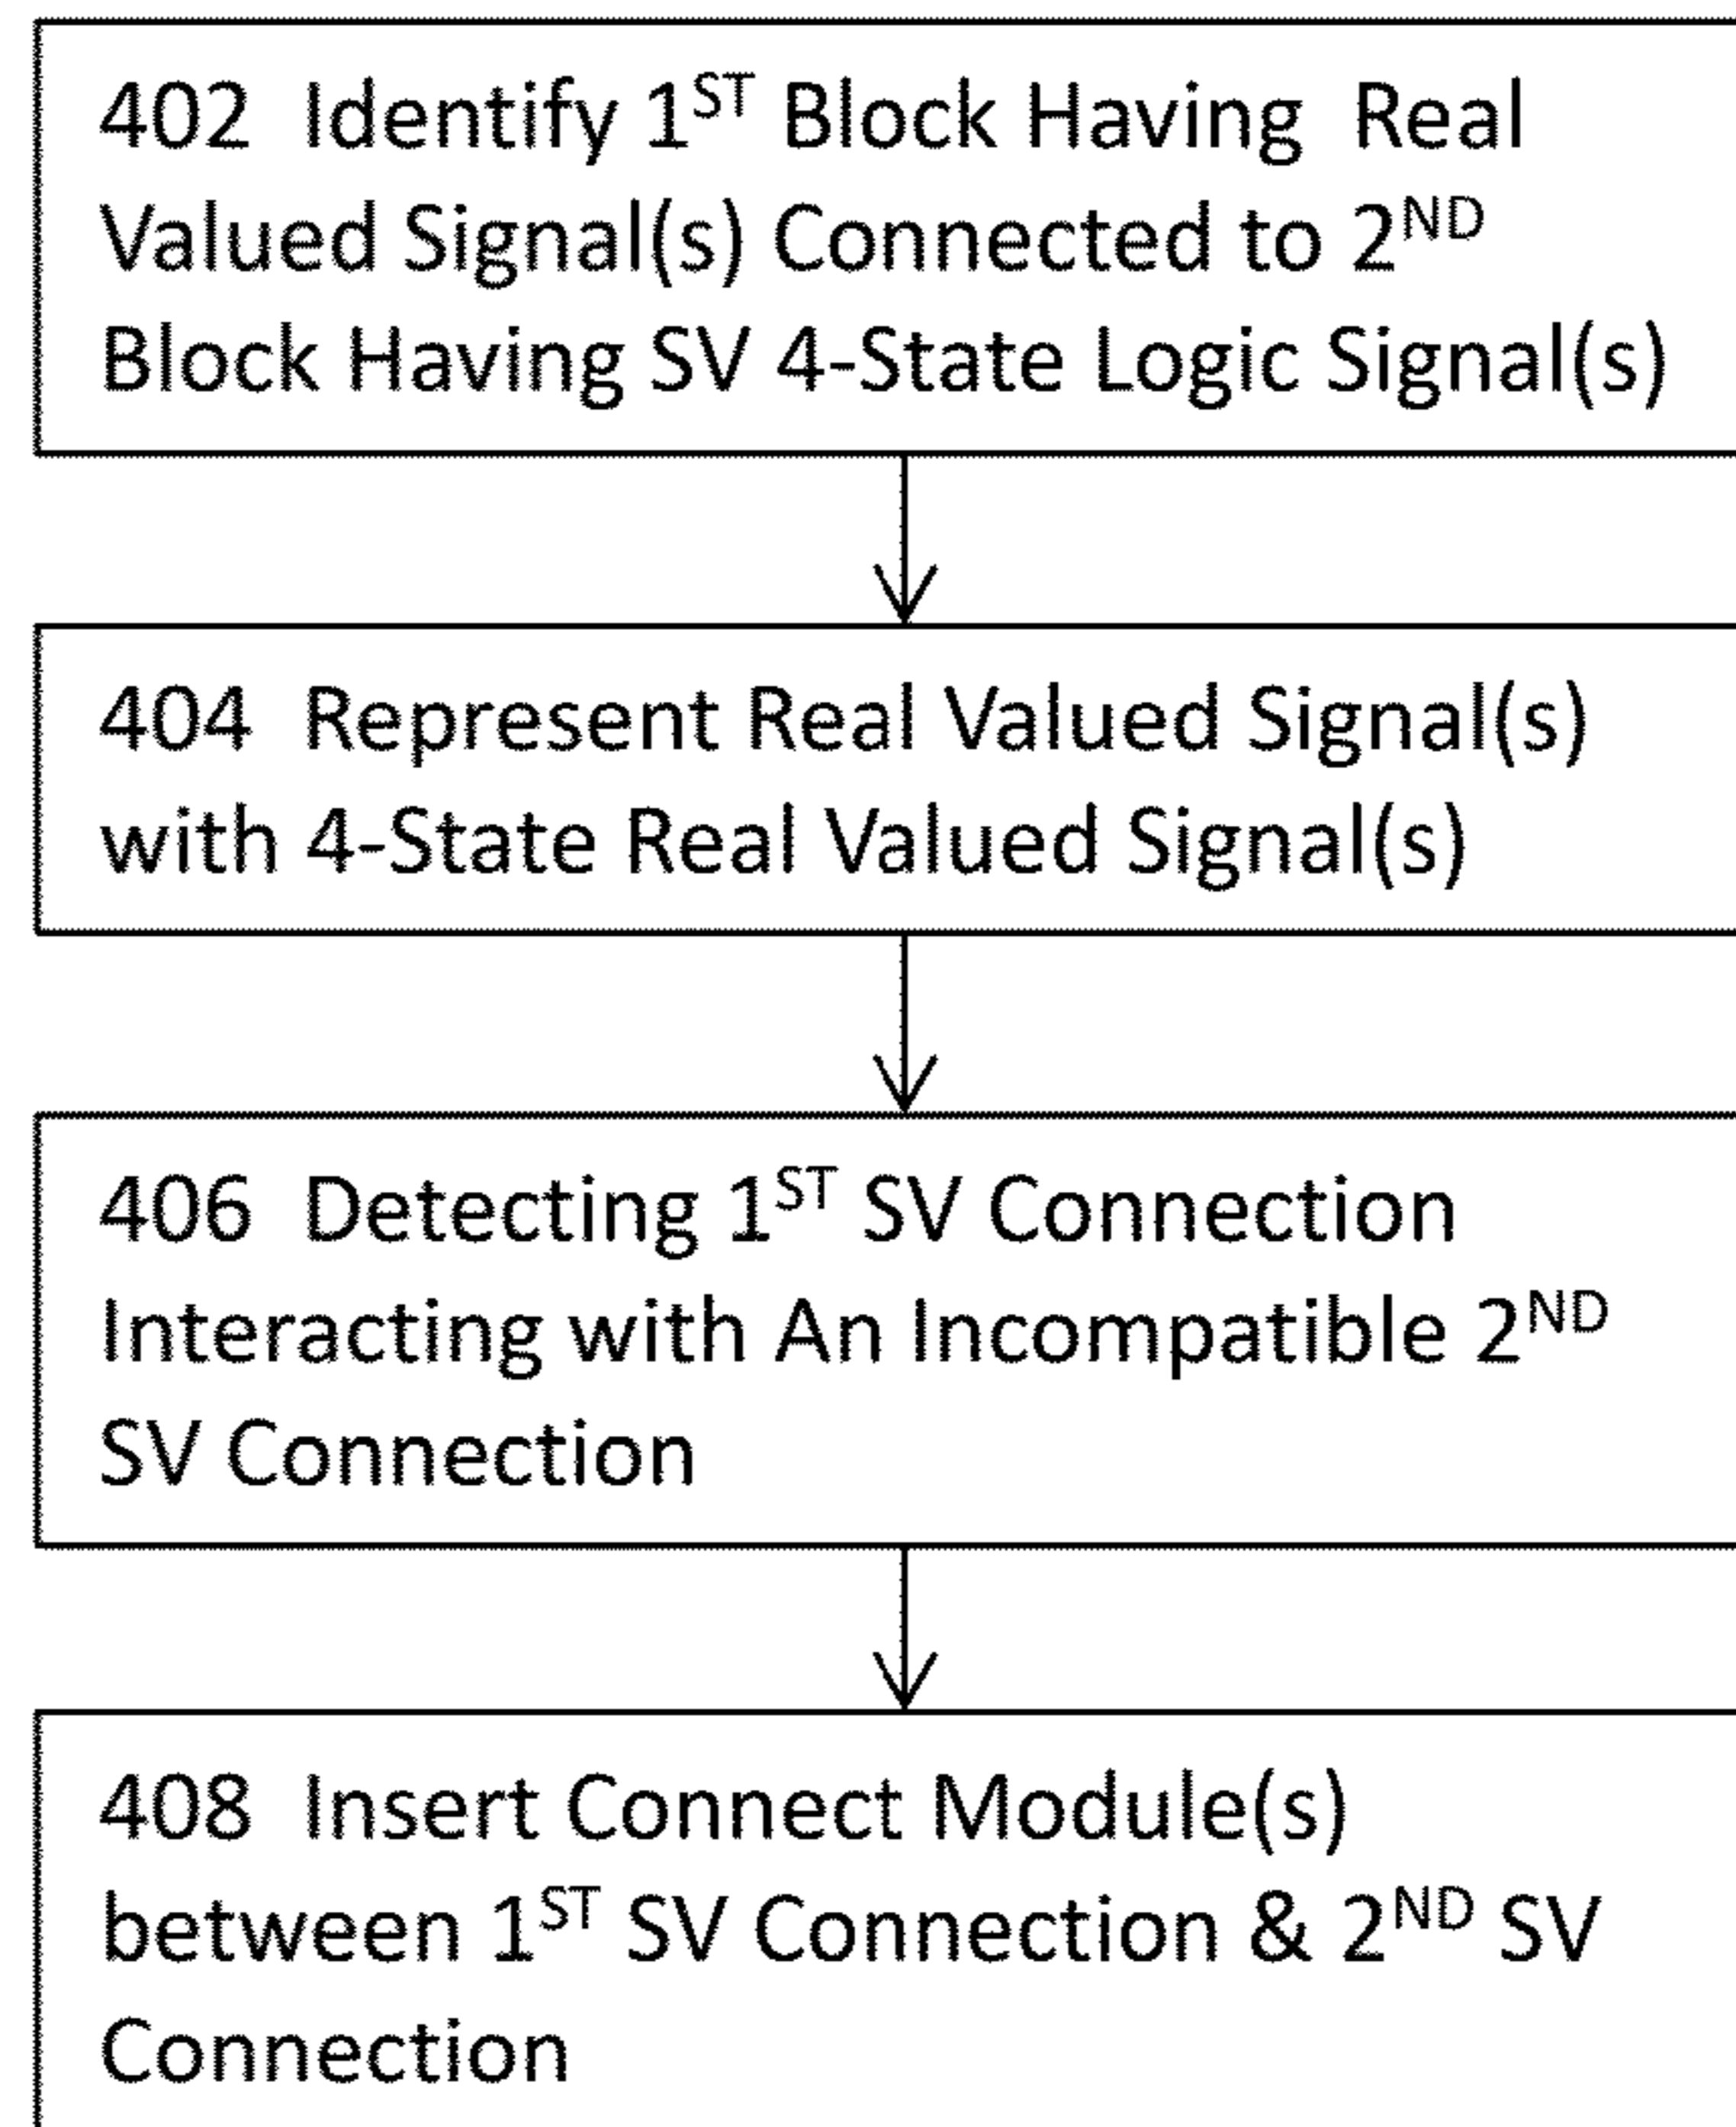 402 Identify 1ST Block Having Real
Valued Signal(s) Connected to 2ND
Block Having SV 4-State Logic Signal(s)
404 Represent Real Valued Signal(s)
with 4-State Real Valued Signal(s)
406 Detecting 1ST SV Connection
Interacting with An Incompatible 2ND
SV Connection
408 Insert Connect Module(s)
between 1ST SV Connection & 2ND SV
Connection